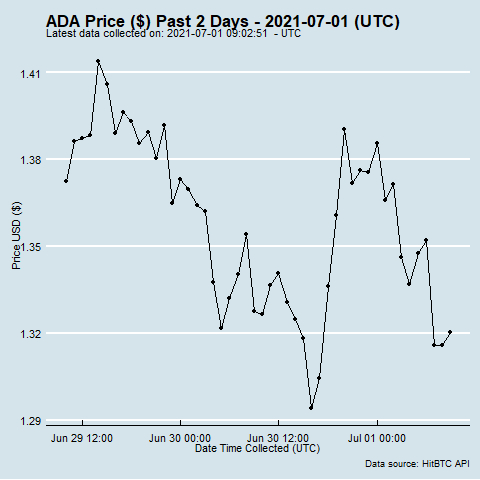 ADA Price ($) Past 2 Days - 2021-07-01 (UTC)
Latest data collected on: 2021-07-01 09:02:51 - UTC
1.41
1.38
1.35
1.32
1.29
Price USD ($)
Jun 29 12:00
Jun 30 00:00
Jun 30 12:00
Jul 01 00:00
Date Time Collected (UTC)
Data source: HitBTC API